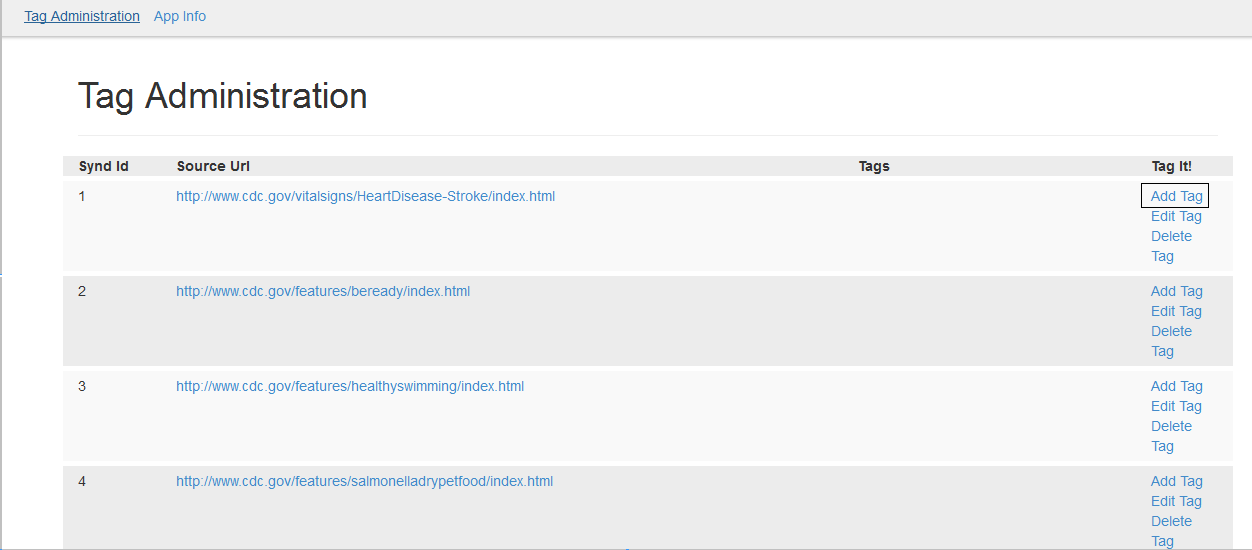 Tag Administration App Info
Tag Administration
Synd Id Source Url Tags Tag It!
1 http://www.cdc.gov/vitalsigns/HeartDisease-Stroke/index.html Add Tag
Edit Tag
Delete
Tag
2 http://www.cdc.gov/features/beready/index.html Add Tag
Edit Tag
Delete
Tag
3 http://www.cdc.gov/features/healthyswimming/index.html Add Tag
Edit Tag
Delete
Tag
4 http://www.cdc.gov/features/salmonelladrypetfood/index.html Add Tag
Edit Tag
Delete
Tag